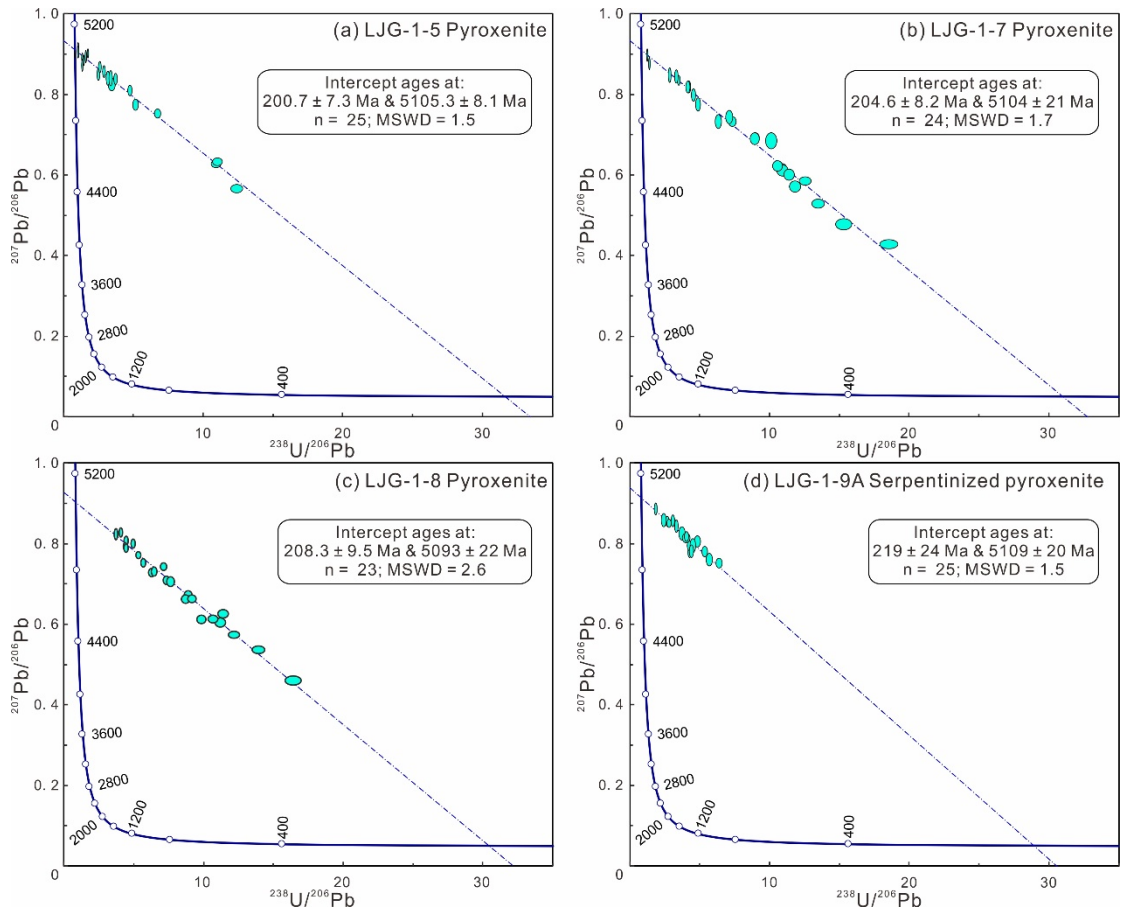 (a) LJG-1-5 Pyroxenite
Intercept ages at:
200.7 ± 7.3 Ma & 5105.3 ± 8.1 Ma
n = 25; MSWD = 1.5
1.0
0.8
0.6
0.4
0.2
0
5200
4400
3600
2800
2000
1200
400
10
20
30
²⁰⁷Pb/²⁰⁶Pb
²³⁸U/²⁰⁶Pb
(b) LJG-1-7 Pyroxenite
Intercept ages at:
204.6 ± 8.2 Ma & 5104 ± 21 Ma
n = 24; MSWD = 1.7
1.0
0.8
0.6
0.4
0.2
0
5200
4400
3600
2800
2000
1200
400
10
20
30
²⁰⁷Pb/²⁰⁶Pb
²³⁸U/²⁰⁶Pb
(c) LJG-1-8 Pyroxenite
Intercept ages at:
208.3 ± 9.5 Ma & 5093 ± 22 Ma
n = 23; MSWD = 2.6
1.0
0.8
0.6
0.4
0.2
0
5200
4400
3600
2800
2000
1200
400
10
20
30
²⁰⁷Pb/²⁰⁶Pb
²³⁸U/²⁰⁶Pb
(d) LJG-1-9A Serpentinized pyroxenite
Intercept ages at:
219 ± 24 Ma & 5109 ± 20 Ma
n = 25; MSWD = 1.5
1.0
0.8
0.6
0.4
0.2
0
5200
4400
3600
2800
2000
1200
400
10
20
30
²⁰⁷Pb/²⁰⁶Pb
²³⁸U/²⁰⁶Pb